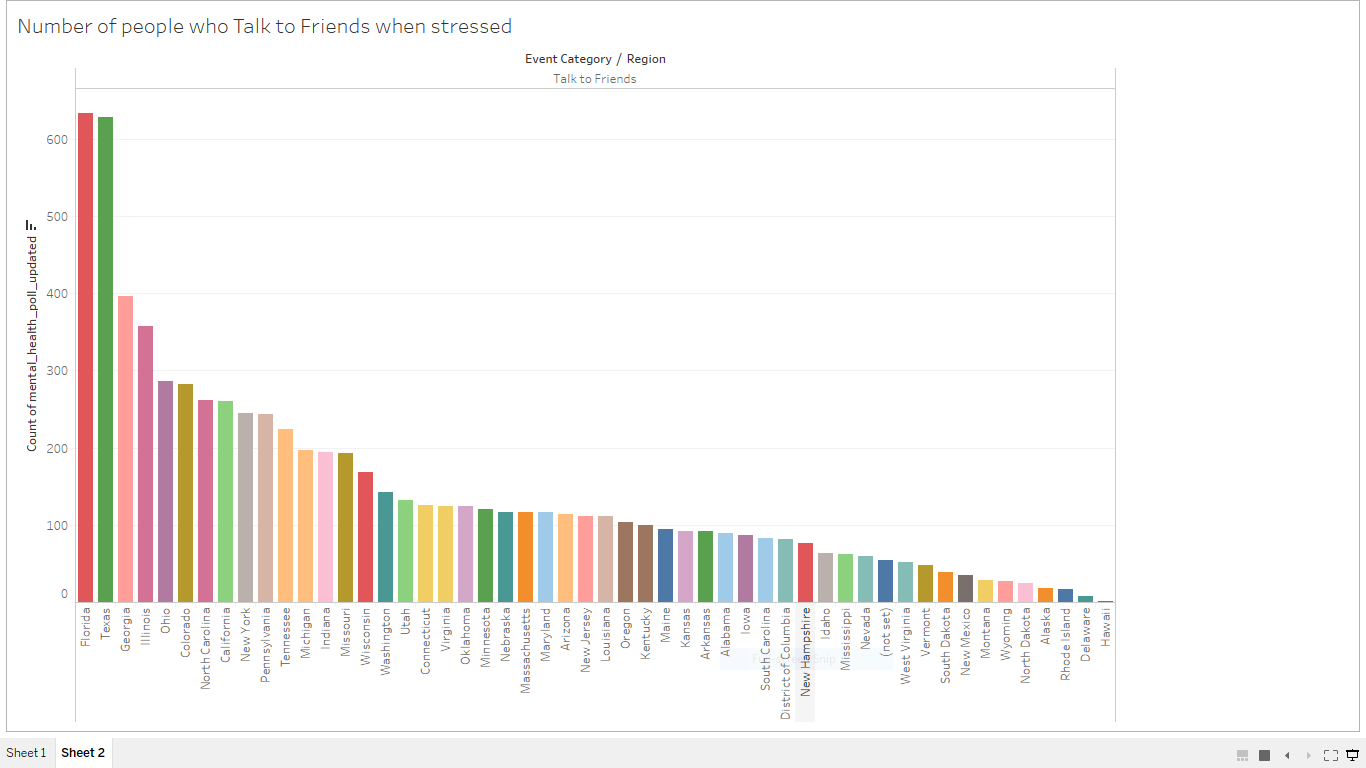 Number of people who Talk to Friends when stressed
Event Category / Region
Talk to Friends
Count of mental_health_poll_updated
600
500
400
300
200
100
0
Florida
Texas
Georgia
Illinois
Ohio
Colorado
North Carolina
California
New York
Pennsylvania
Tennessee
Michigan
Indiana
Missouri
Wisconsin
Washington
Utah
Connecticut
Virginia
Oklahoma
Minnesota
Nebraska
Massachusetts
Maryland
Arizona
New Jersey
Louisiana
Oregon
Kentucky
Maine
Kansas
Arkansas
Alabama
Iowa
South Carolina
District of Columbia
New Hampshire
Idaho
Mississippi
Nevada
(not set)
West Virginia
Vermont
South Dakota
New Mexico
Montana
Wyoming
North Dakota
Alaska
Rhode Island
Delaware
Hawaii
Sheet 1
Sheet 2